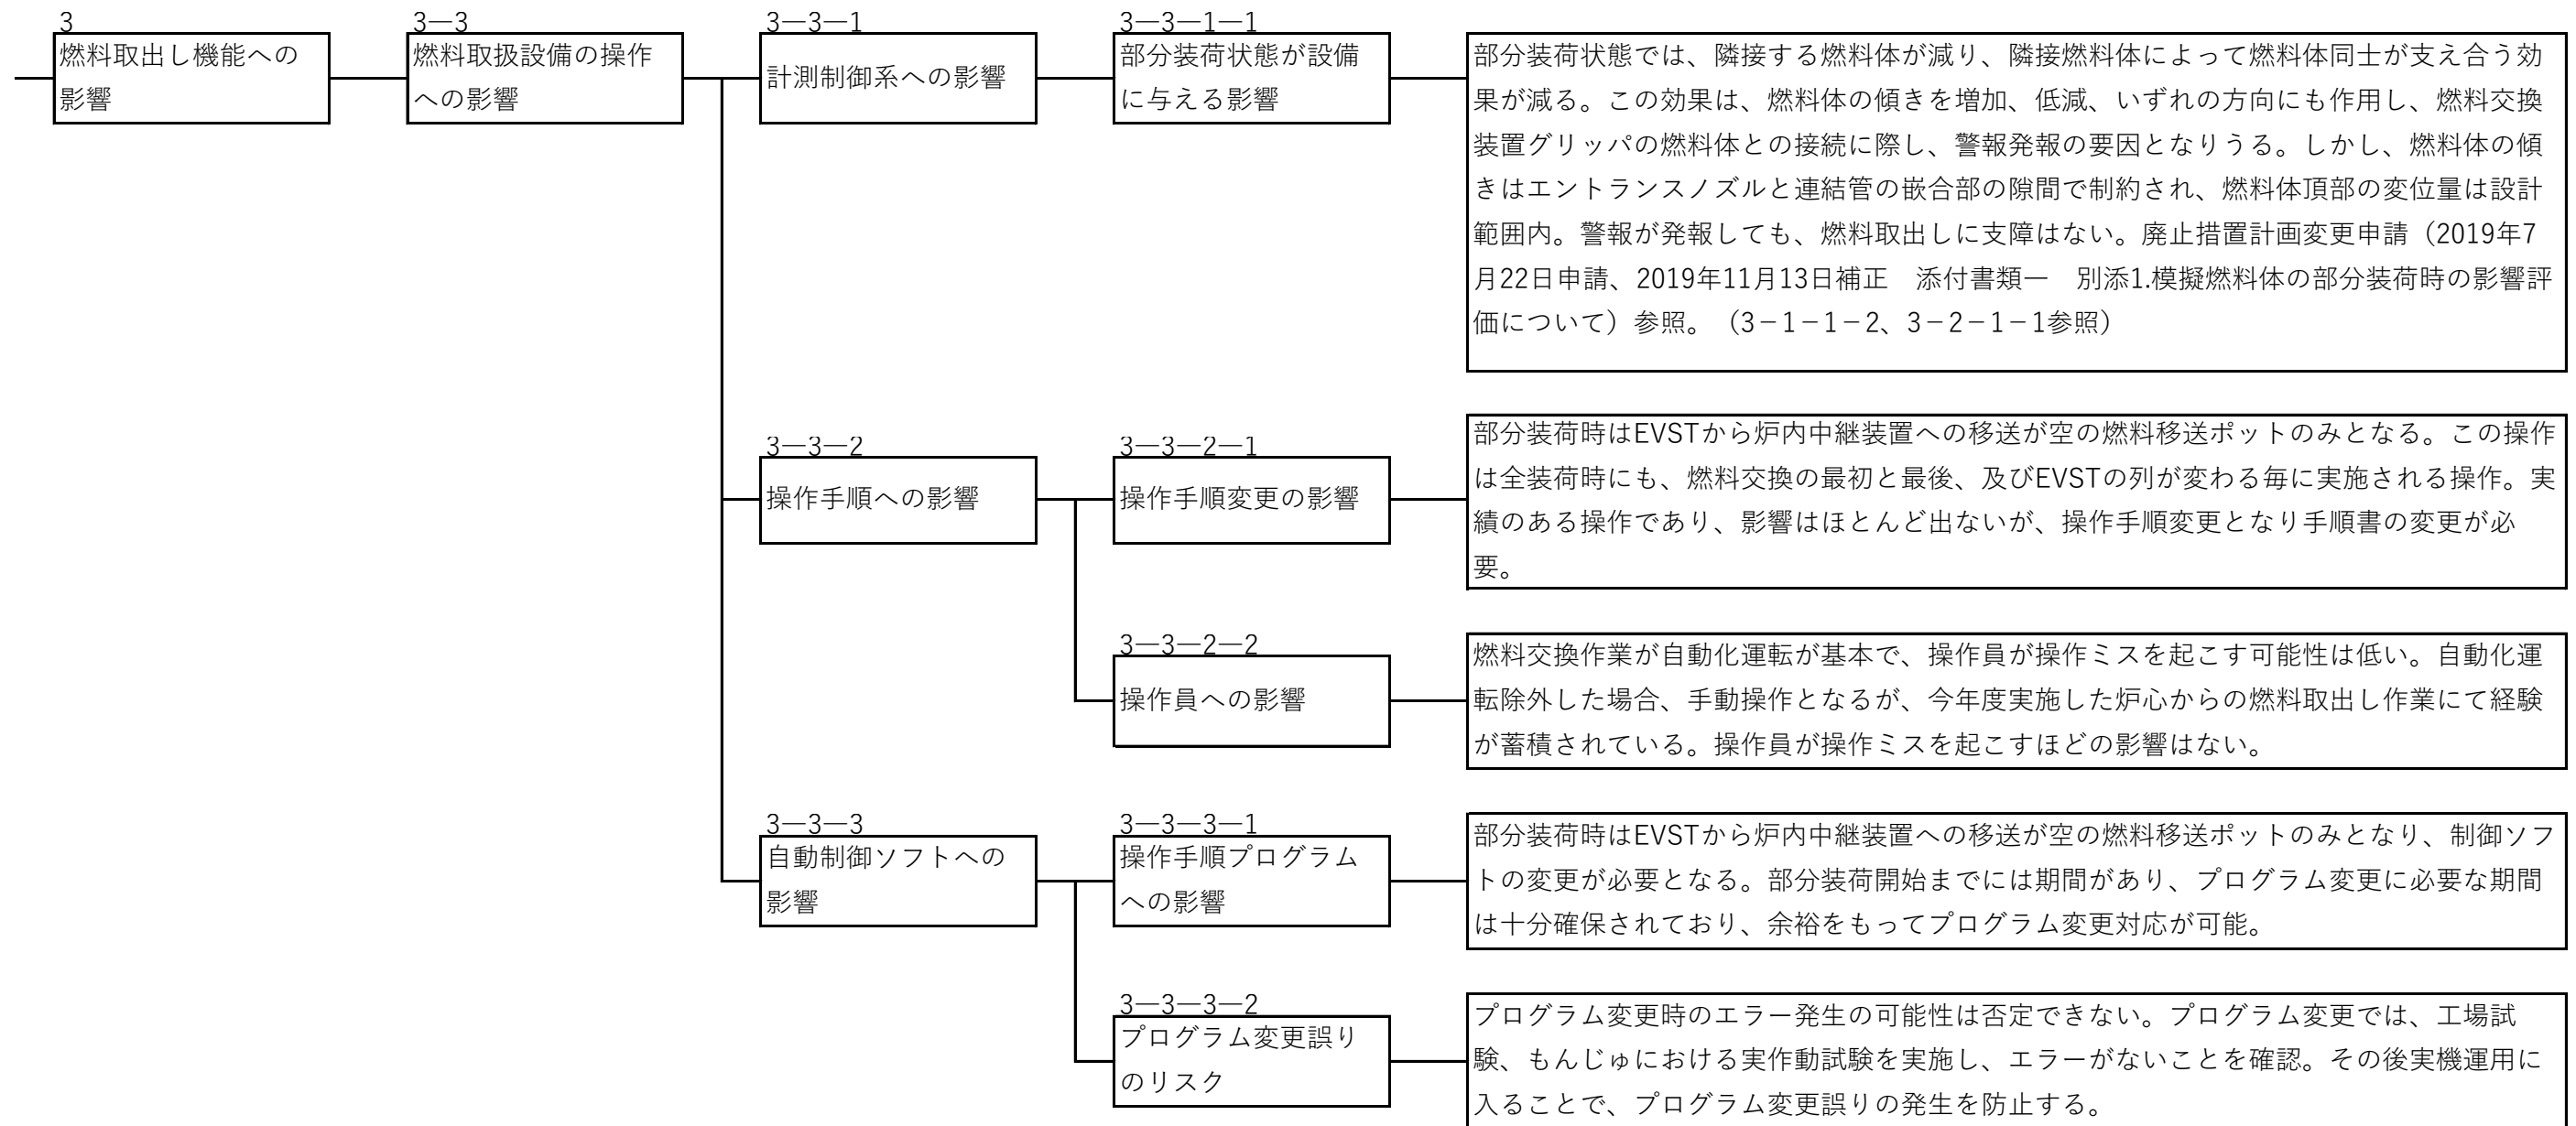 3
燃料取出し機能への
影響
3―3
燃料取扱設備の操作
への影響
3―3―1
計測制御系への影響
3―3―1―1
部分装荷状態が設備
に与える影響
部分装荷状態では、隣接する燃料体が減り、隣接燃料体によって燃料体同士が支え合う効
果が減る。この効果は、燃料体の傾きを増加、低減、いずれの方向にも作用し、燃料交換
装置グリッパの燃料体との接続に際し、警報発報の要因となりうる。しかし、燃料体の傾
きはエントランスノズルと連結管の嵌合部の隙間で制約され、燃料体頂部の変位量は設計
範囲内。警報が発報しても、燃料取出しに支障はない。廃止措置計画変更申請（2019年7
月22日申請、2019年11月13日補正　添付書類一　別添1.模擬燃料体の部分装荷時の影響評
価について）参照。（3－1－1－2、3－2－1－1参照）
3―3―2
操作手順への影響
3―3―2―1
操作手順変更の影響
部分装荷時はEVSTから炉内中継装置への移送が空の燃料移送ポットのみとなる。この操作
は全装荷時にも、燃料交換の最初と最後、及びEVSTの列が変わる毎に実施される操作。実
績のある操作であり、影響はほとんど出ないが、操作手順変更となり手順書の変更が必
要。
3―3―2―2
操作員への影響
燃料交換作業が自動化運転が基本で、操作員が操作ミスを起こす可能性は低い。自動化運
転除外した場合、手動操作となるが、今年度実施した炉心からの燃料取出し作業にて経験
が蓄積されている。操作員が操作ミスを起こすほどの影響はない。
3―3―3
自動制御ソフトへの
影響
3―3―3―1
操作手順プログラム
への影響
部分装荷時はEVSTから炉内中継装置への移送が空の燃料移送ポットのみとなり、制御ソフ
トの変更が必要となる。部分装荷開始までには期間があり、プログラム変更に必要な期間
は十分確保されており、余裕をもってプログラム変更対応が可能。
3―3―3―2
プログラム変更誤り
のリスク
プログラム変更時のエラー発生の可能性は否定できない。プログラム変更では、工場試
験、もんじゅにおける実作動試験を実施し、エラーがないことを確認。その後実機運用に
入ることで、プログラム変更誤りの発生を防止する。